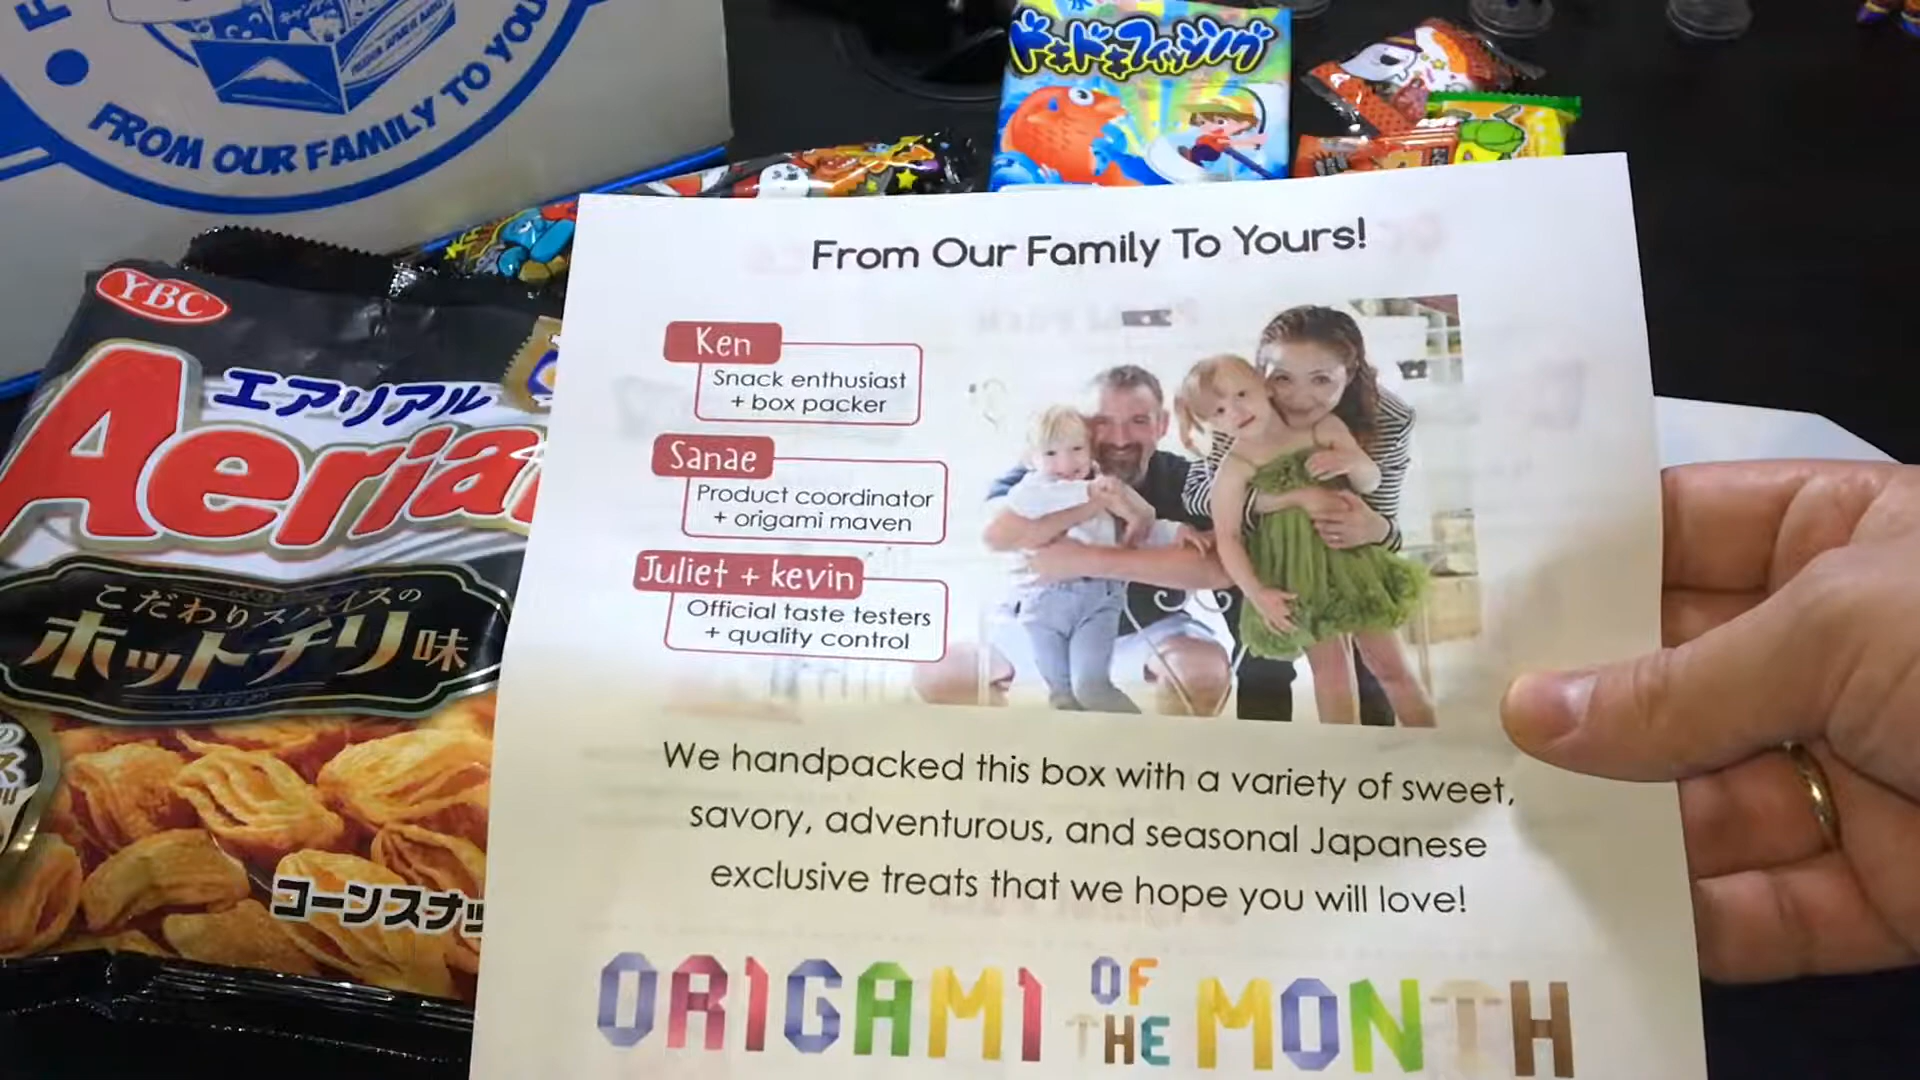 FROM OUR FAMILY TO YOU
ドキドキフィッシング
YBC
エアリアル
Aeria
こだわりスパイスの
ホットチリ味
コーンスナッ
From Our Family To Yours!
Ken
Snack enthusiast
+ box packer
Sanae
Product coordinator
+ origami maven
Juliet + kevin
Official taste testers
+ quality control
We handpacked this box with a variety of sweet,
savory, adventurous, and seasonal Japanese
exclusive treats that we hope you will love!
ORIGAMI OF THE MONTH